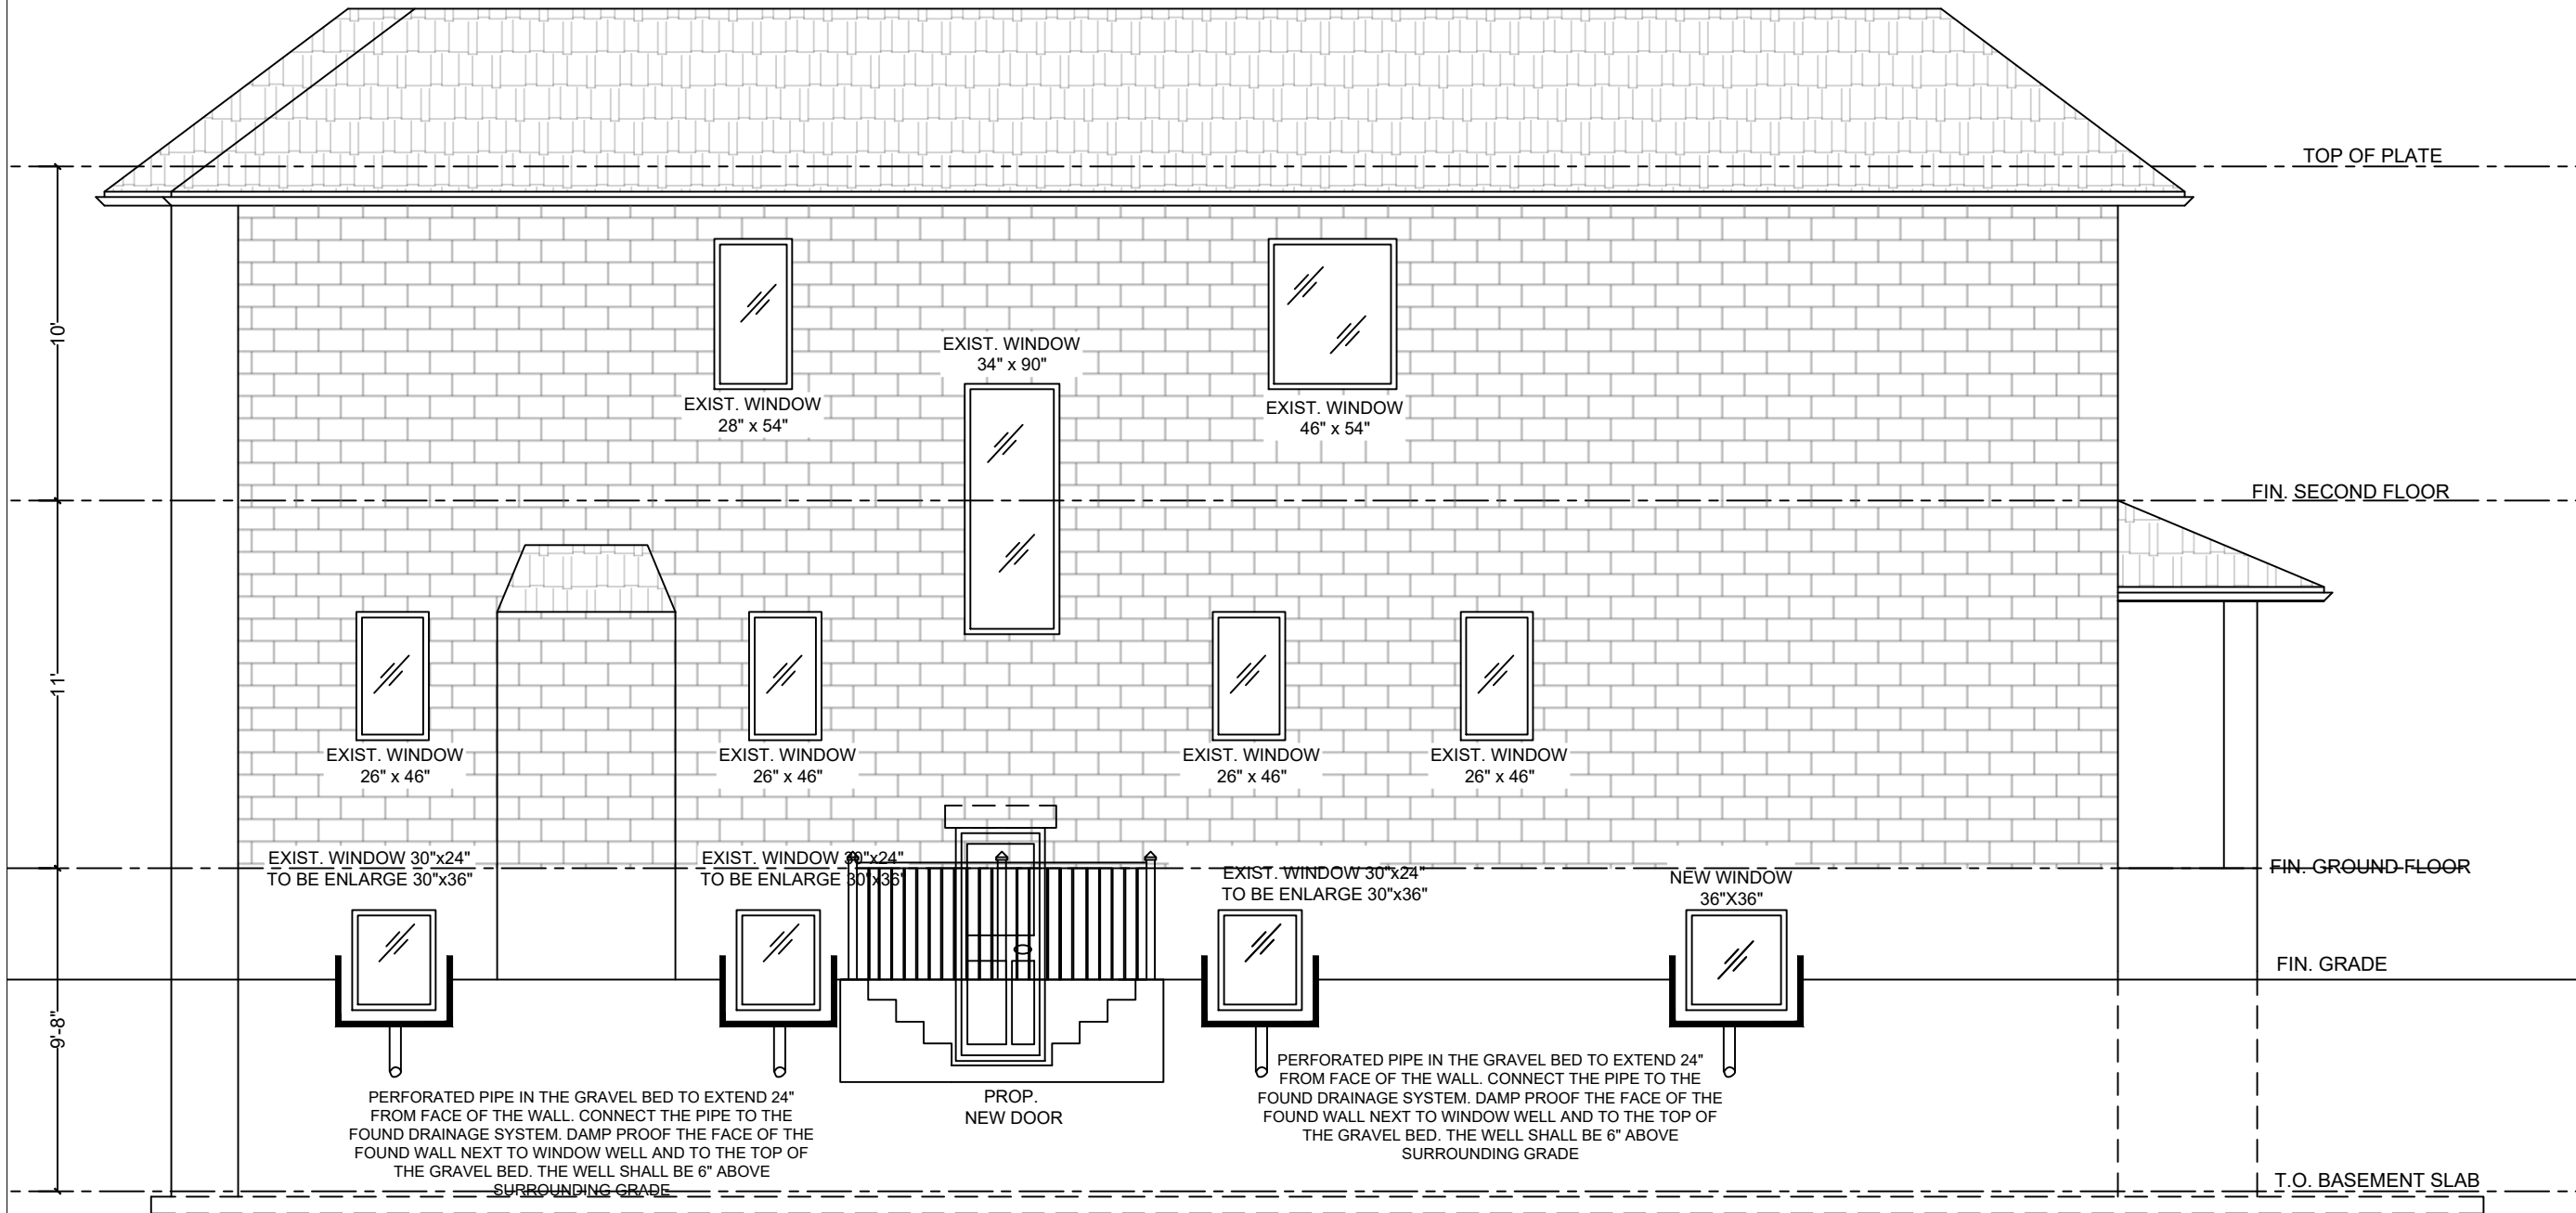 TOP OF PLATE
10'
EXIST. WINDOW
34" x 90"
EXIST. WINDOW
28" x 54"
EXIST. WINDOW
46" x 54"
FIN. SECOND FLOOR
11'
EXIST. WINDOW
26" x 46"
EXIST. WINDOW
26" x 46"
EXIST. WINDOW
26" x 46"
EXIST. WINDOW
26" x 46"
EXIST. WINDOW 30"x24"
TO BE ENLARGE 30"x36"
EXIST. WINDOW 30"x24"
TO BE ENLARGE 30"x36"
EXIST. WINDOW 30"x24"
TO BE ENLARGE 30"x36"
NEW WINDOW
36"X36"
FIN. GROUND FLOOR
FIN. GRADE
9'-8"
PERFORATED PIPE IN THE GRAVEL BED TO EXTEND 24"
FROM FACE OF THE WALL. CONNECT THE PIPE TO THE
FOUND DRAINAGE SYSTEM. DAMP PROOF THE FACE OF THE
FOUND WALL NEXT TO WINDOW WELL AND TO THE TOP OF
THE GRAVEL BED. THE WELL SHALL BE 6" ABOVE
SURROUNDING GRADE
PROP.
NEW DOOR
PERFORATED PIPE IN THE GRAVEL BED TO EXTEND 24"
FROM FACE OF THE WALL. CONNECT THE PIPE TO THE
FOUND DRAINAGE SYSTEM. DAMP PROOF THE FACE OF THE
FOUND WALL NEXT TO WINDOW WELL AND TO THE TOP OF
THE GRAVEL BED. THE WELL SHALL BE 6" ABOVE
SURROUNDING GRADE
T.O. BASEMENT SLAB